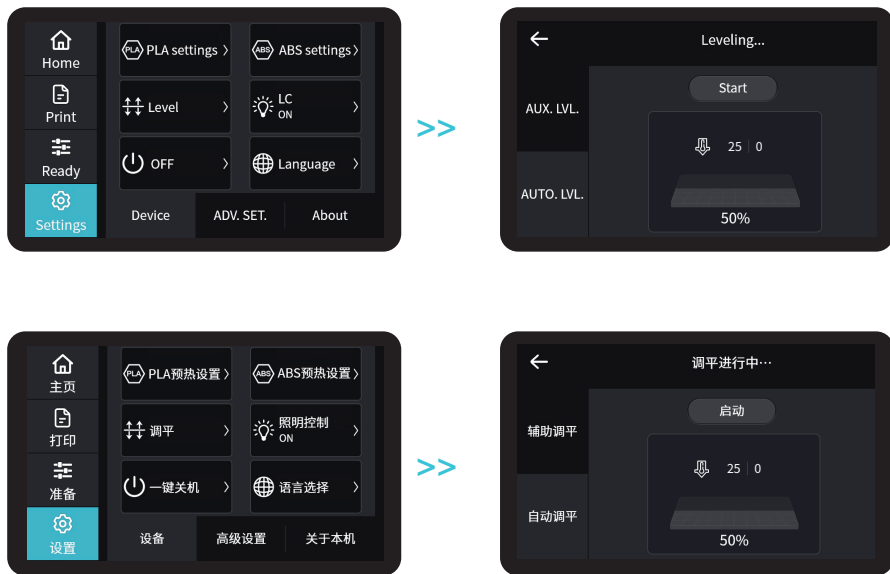 Home
Print
Ready
Settings
PLA PLA settings >
ABS ABS settings >
Level >
LC
ON >
OFF >
Language >
Device
ADV. SET.
About
>>
Leveling...
AUX. LVL.
AUTO. LVL.
Start
25 | 0
50%
主页
打印
准备
设置
PLA PLA预热设置 >
ABS ABS预热设置 >
调平 >
照明控制
ON >
一键关机 >
语言选择 >
设备
高级设置
关于本机
>>
调平进行中…
辅助调平
自动调平
启动
25 | 0
50%